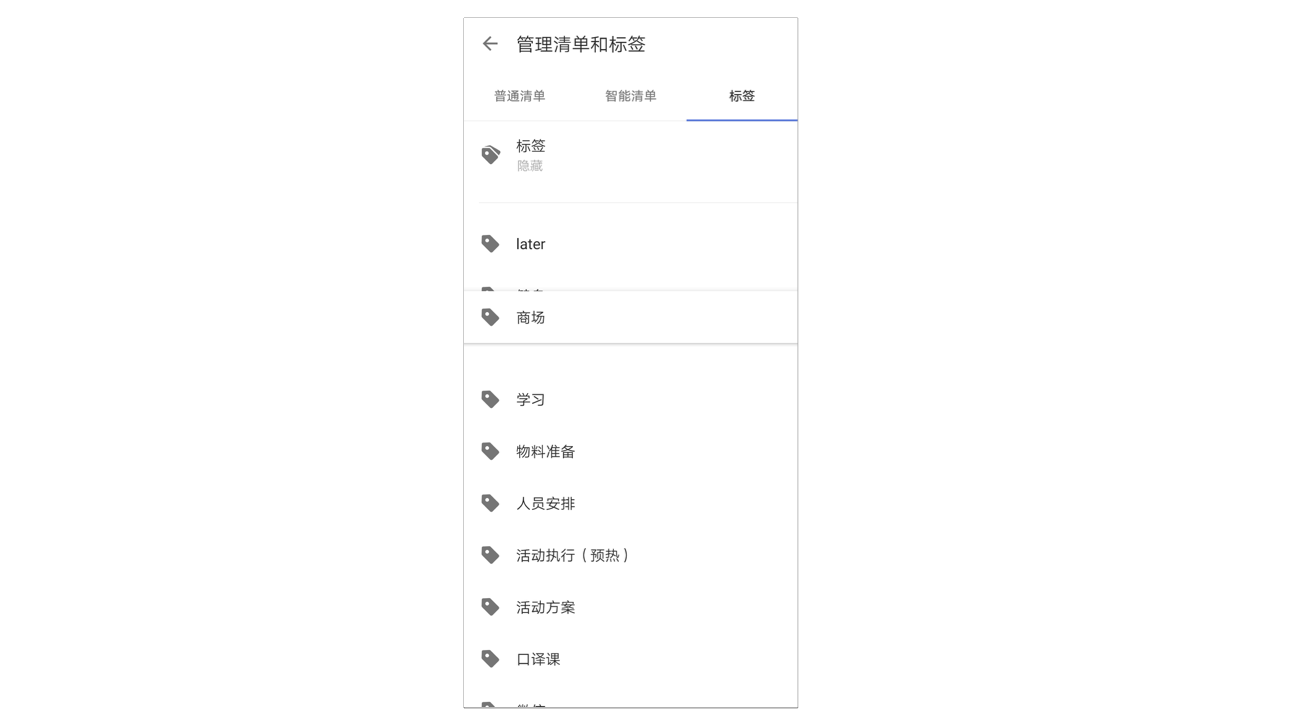 管理清单和标签
普通清单 智能清单 标签
标签
隐藏
later
商场
学习
物料准备
人员安排
活动执行（预热）
活动方案
口译课